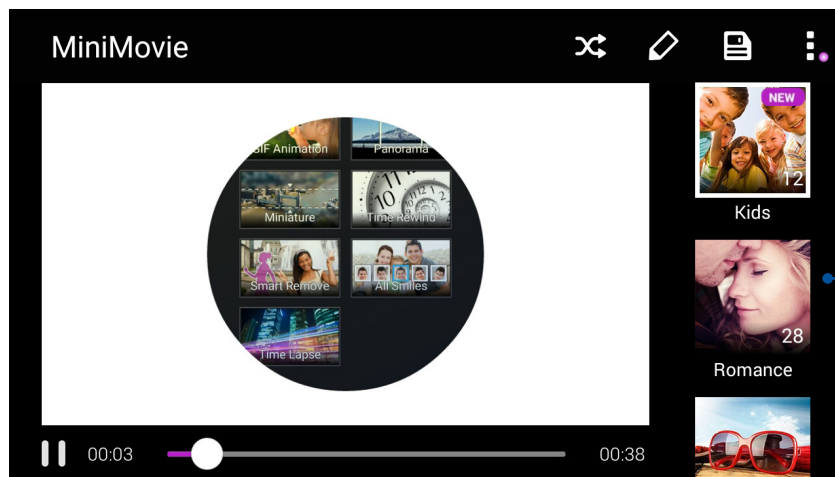 MiniMovie
NEW
12
Kids
GIF Animation
Panorama
Miniature
Time Rewind
Smart Remove
All Smiles
Time Lapse
28
Romance
00:03
00:38